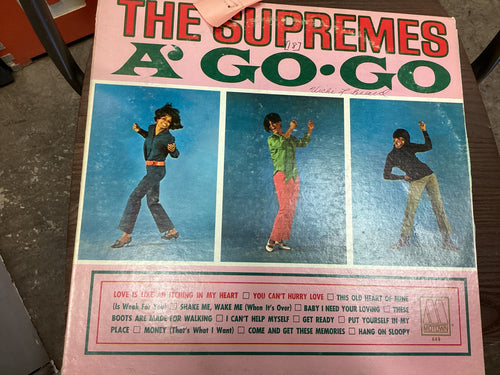 THE SUPREMES
A' GO·GO
LOVE IS LIKE AN ITCHING IN MY HEART □ YOU CAN'T HURRY LOVE □ THIS OLD HEART OF MINE
(Is Weak For You) □ SHAKE ME, WAKE ME (When It's Over) □ BABY I NEED YOUR LOVING □ THESE
BOOTS ARE MADE FOR WALKING □ I CAN'T HELP MYSELF □ GET READY □ PUT YOURSELF IN MY
PLACE □ MONEY (That's What I Want) □ COME AND GET THESE MEMORIES □ HANG ON SLOOPY
MOTOWN
649